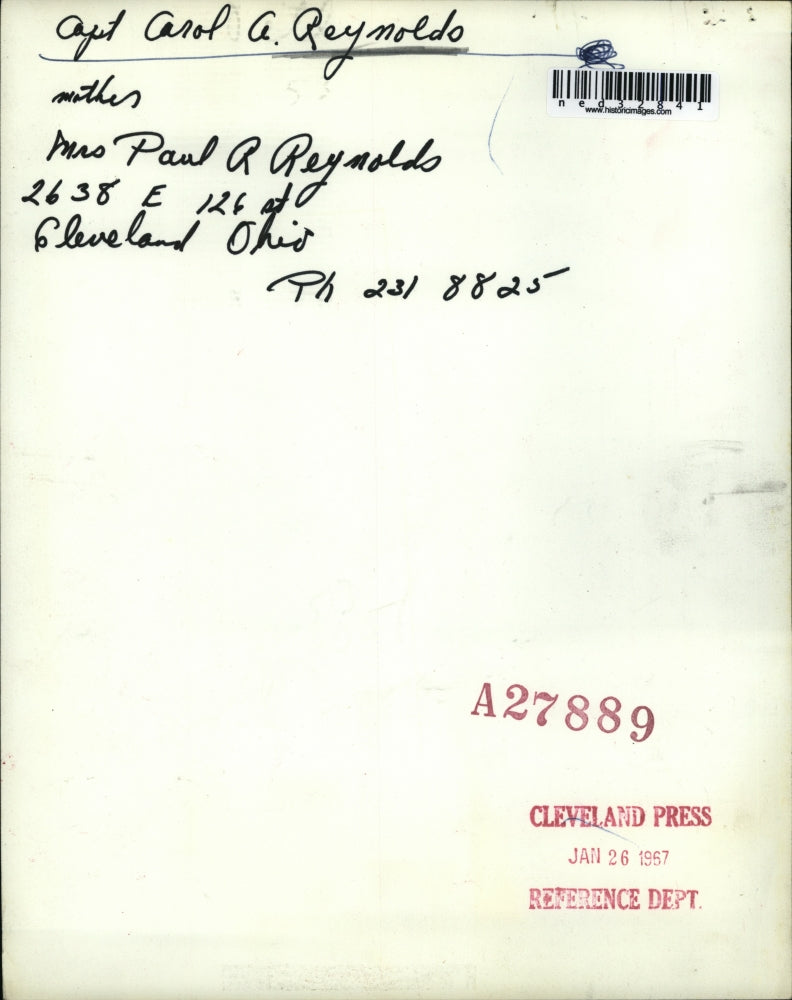 Capt Carol A. Reynolds
ned32841
www.historicimages.com
mother
Mrs Paul R Reynolds
2638 E 126 st
Cleveland Ohio
Ph 231 8825
A27889
CLEVELAND PRESS
JAN 26 1967
REFERENCE DEPT.